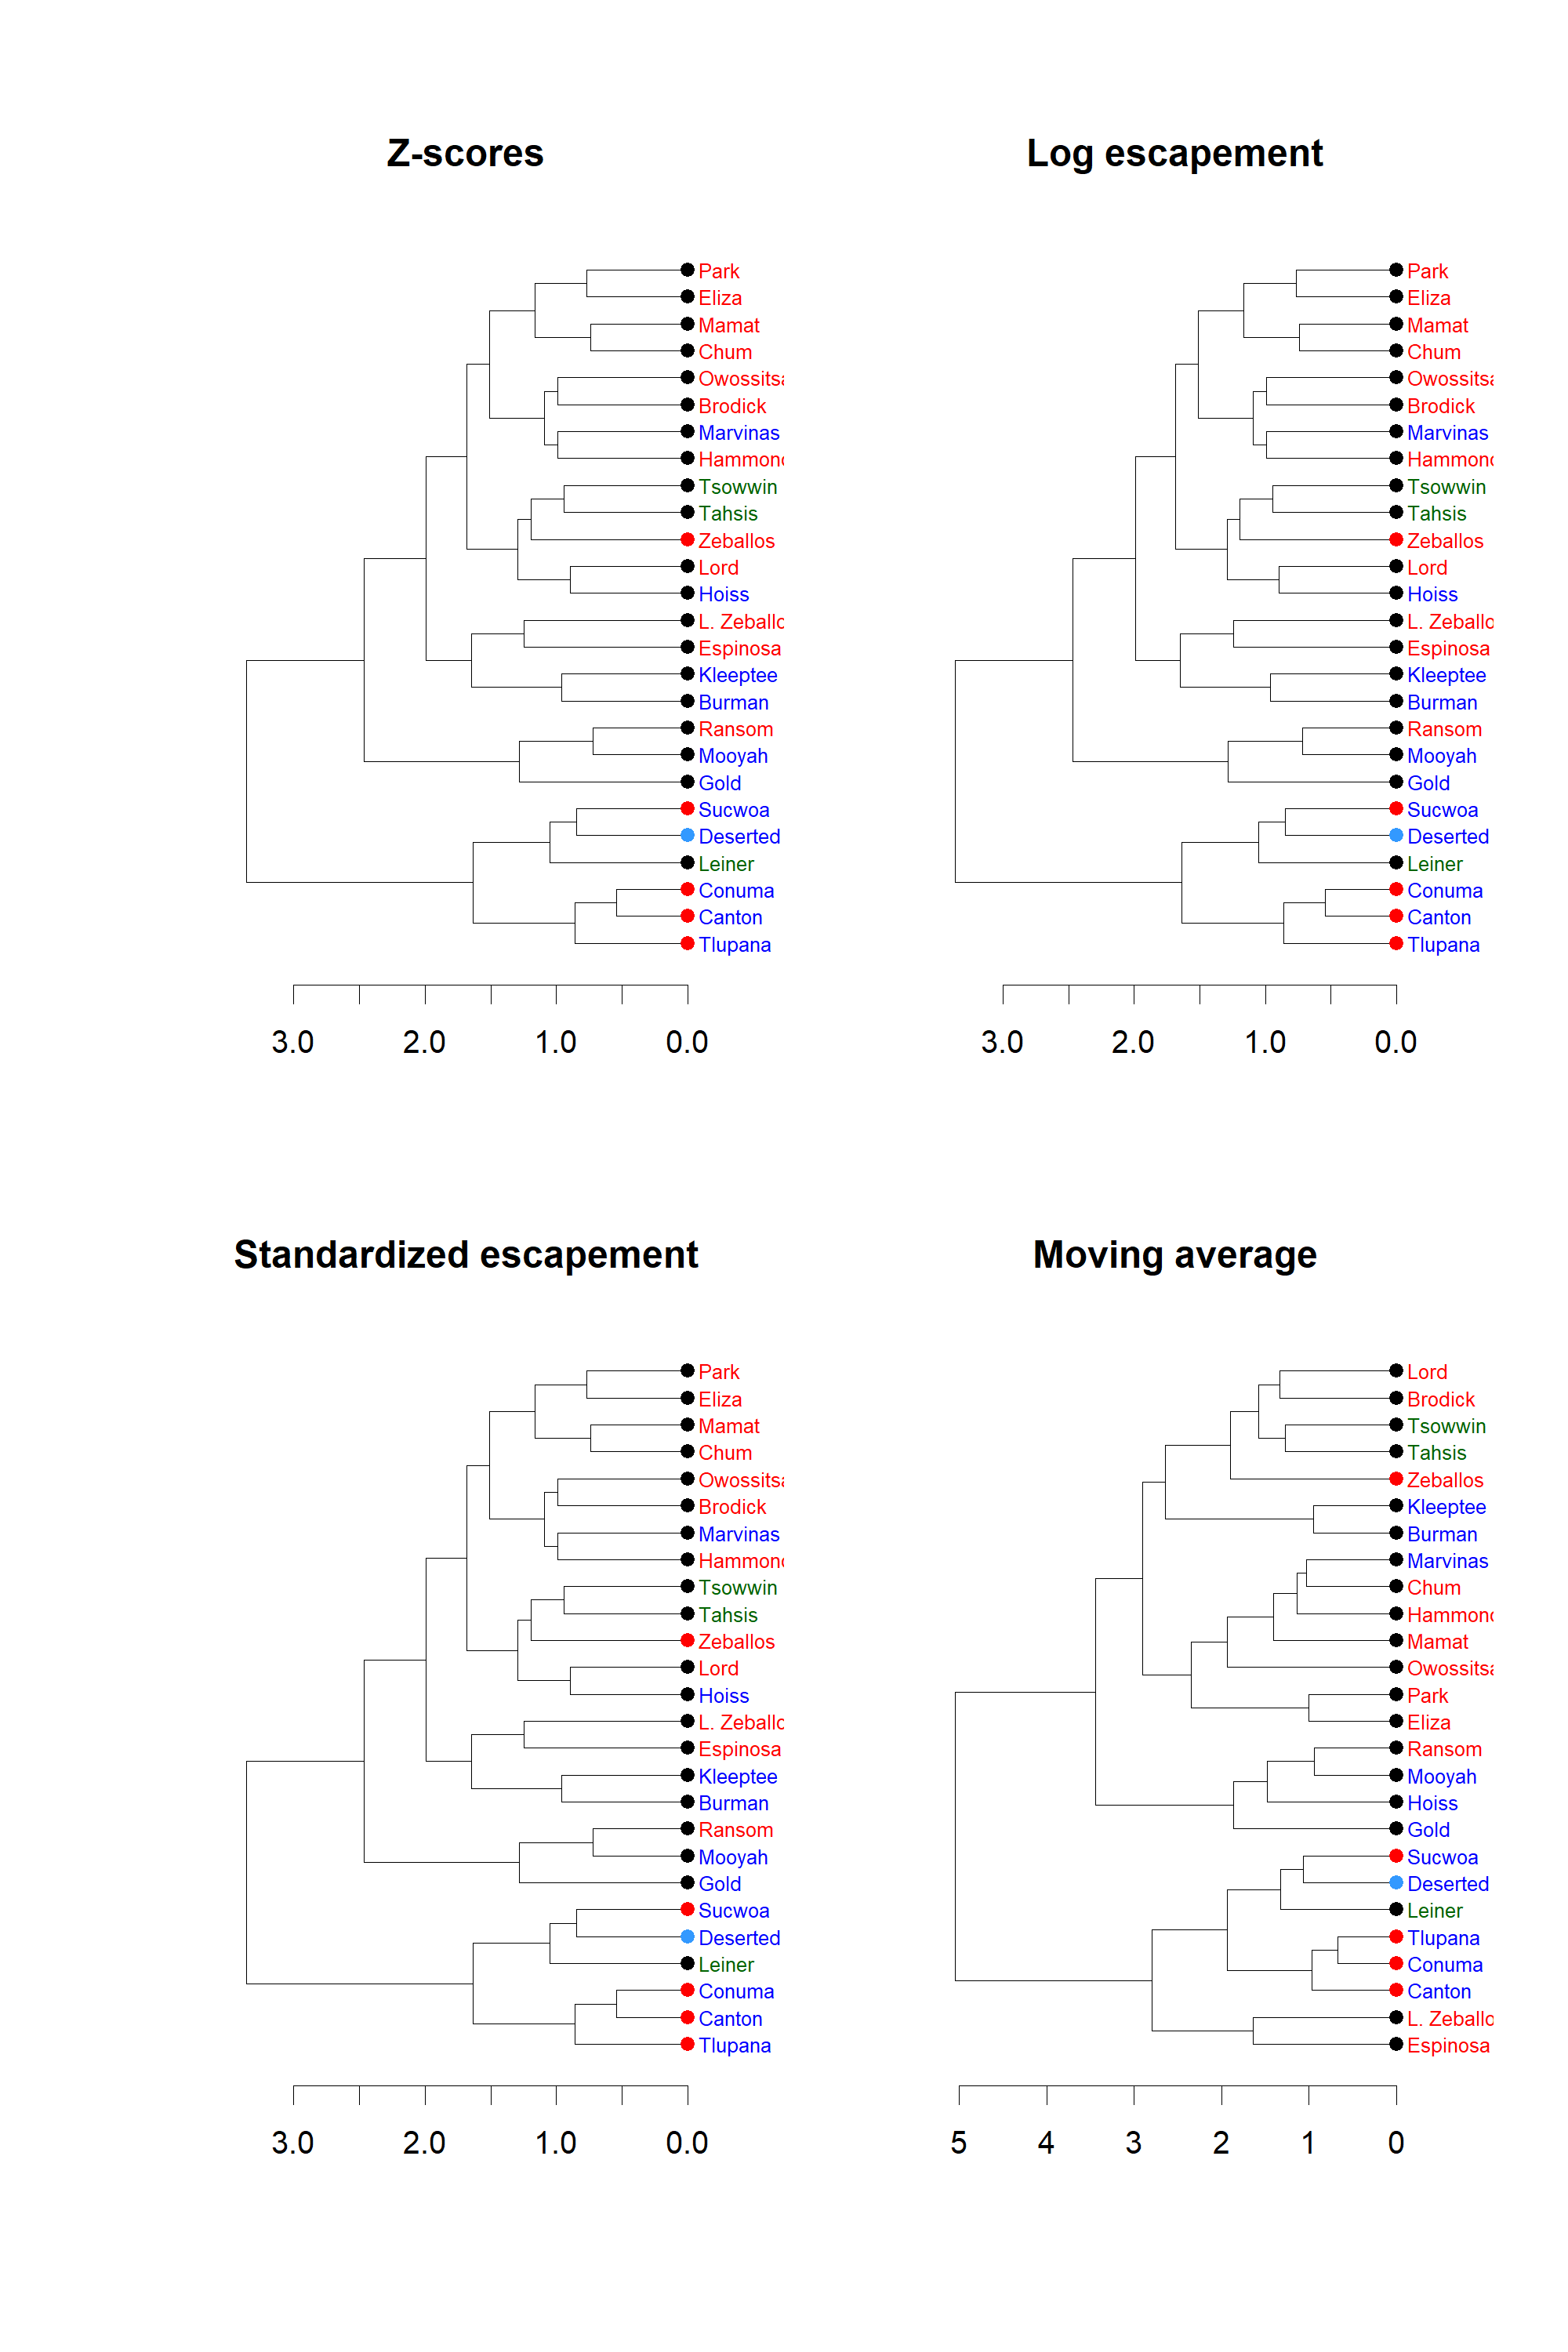 Z-scores
Park
Eliza
Mamat
Chum
Owossits
Brodick
Marvinas
Hammon
Tsowwin
Tahsis
Zeballos
Lord
Hoiss
L. Zeball
Espinosa
Kleeptee
Burman
Ransom
Mooyah
Gold
Sucwoa
Deserted
Leiner
Conuma
Canton
Tlupana
3.0 2.0 1.0 0.0
Log escapement
Park
Eliza
Mamat
Chum
Owossits
Brodick
Marvinas
Hammon
Tsowwin
Tahsis
Zeballos
Lord
Hoiss
L. Zeball
Espinosa
Kleeptee
Burman
Ransom
Mooyah
Gold
Sucwoa
Deserted
Leiner
Conuma
Canton
Tlupana
3.0 2.0 1.0 0.0
Standardized escapement
Park
Eliza
Mamat
Chum
Owossits
Brodick
Marvinas
Hammon
Tsowwin
Tahsis
Zeballos
Lord
Hoiss
L. Zeball
Espinosa
Kleeptee
Burman
Ransom
Mooyah
Gold
Sucwoa
Deserted
Leiner
Conuma
Canton
Tlupana
3.0 2.0 1.0 0.0
Moving average
Lord
Brodick
Tsowwin
Tahsis
Zeballos
Kleeptee
Burman
Marvinas
Chum
Hammon
Mamat
Owossits
Park
Eliza
Ransom
Mooyah
Hoiss
Gold
Sucwoa
Deserted
Leiner
Tlupana
Conuma
Canton
L. Zeball
Espinosa
5 4 3 2 1 0